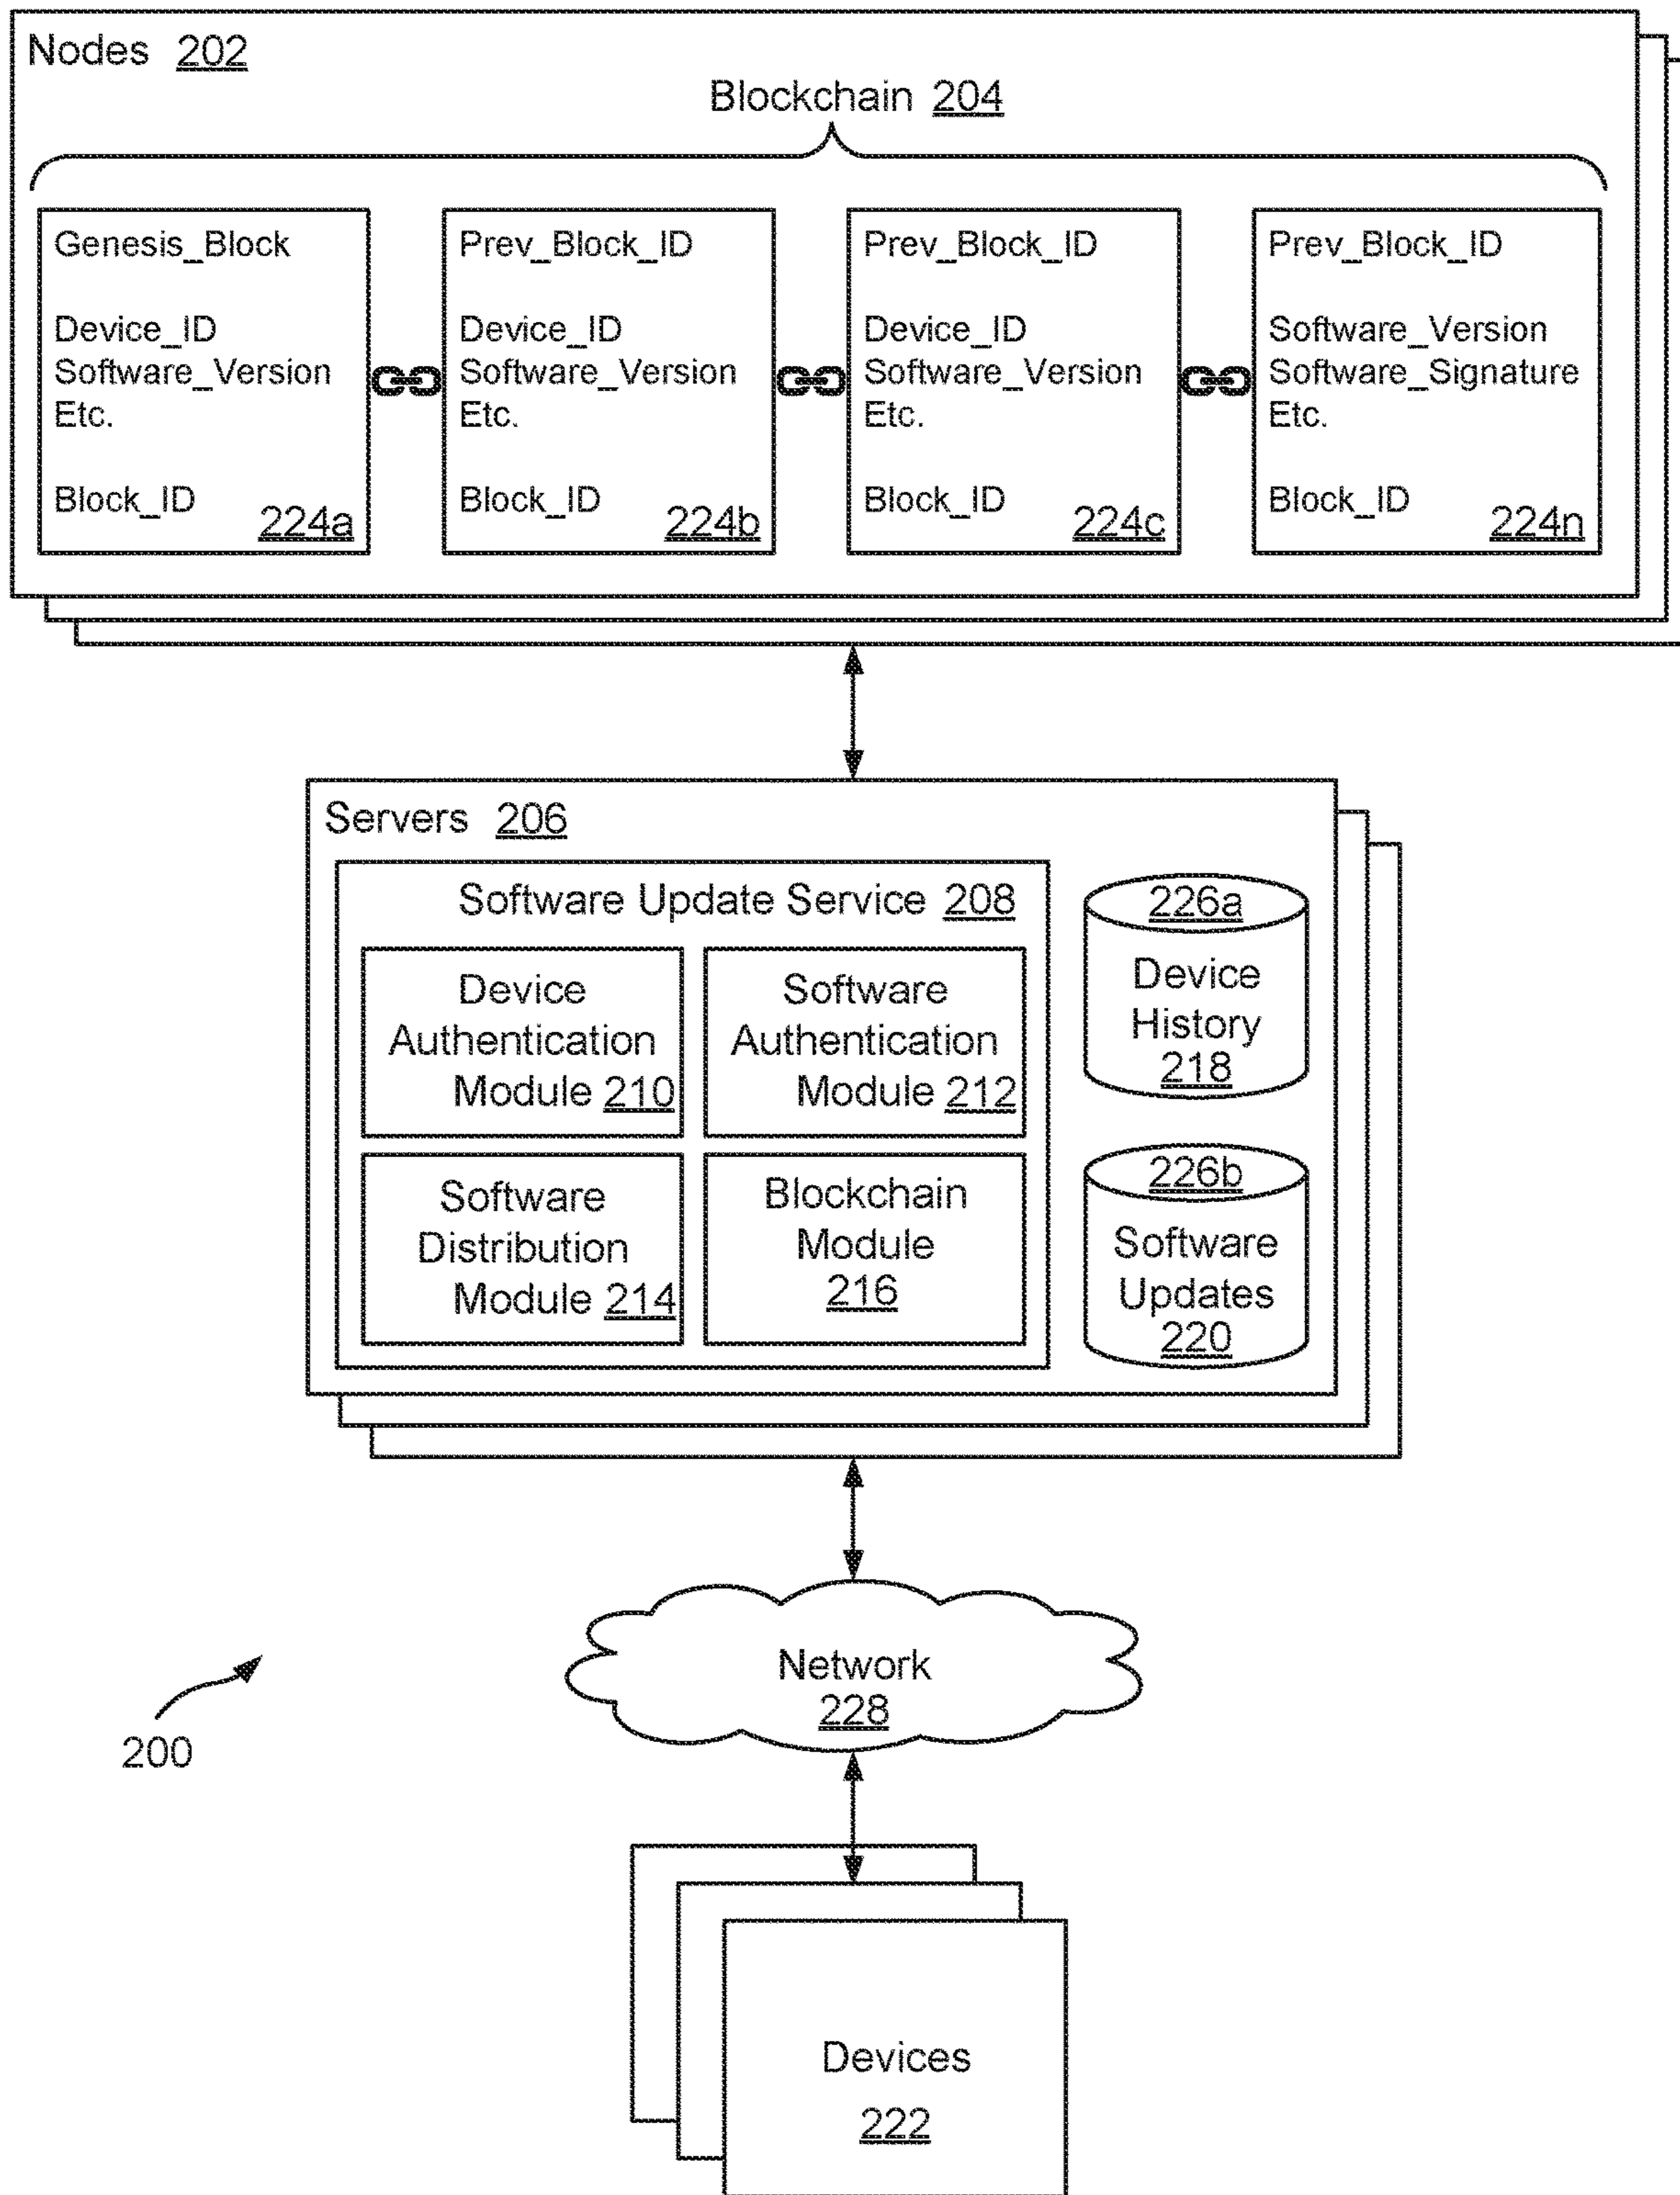 Nodes 202
Blockchain 204
Genesis_Block
Device_ID
Software_Version
Etc.
Block_ID
224a
Prev_Block_ID
Device_ID
Software_Version
Etc.
Block_ID
224b
Prev_Block_ID
Device_ID
Software_Version
Etc.
Block_ID
224c
Prev_Block_ID
Software_Version
Software_Signature
Etc.
Block_ID
224n
Servers 206
Software Update Service 208
Device
Authentication
Module 210
Software
Authentication
Module 212
Software
Distribution
Module 214
Blockchain
Module
216
226a
Device
History
218
226b
Software
Updates
220
Network
228
200
Devices
222